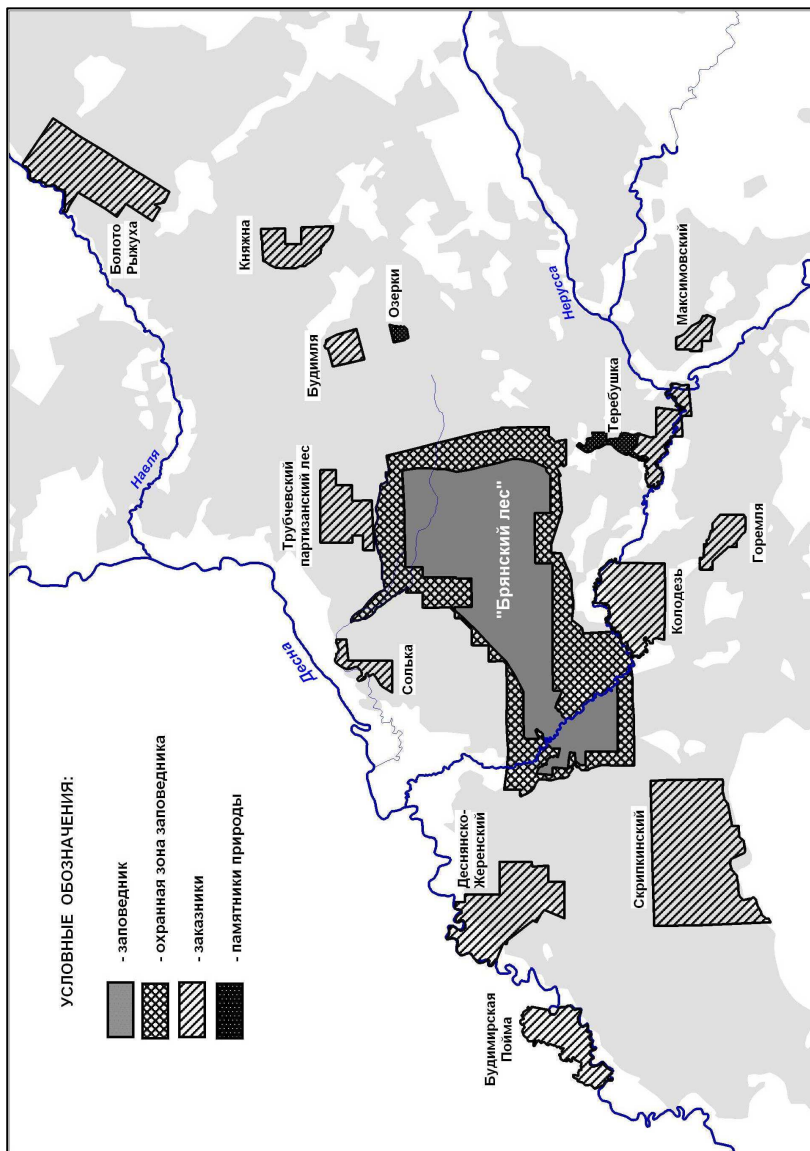 УСЛОВНЫЕ ОБОЗНАЧЕНИЯ:
- заповедник
- охранная зона заповедника
- заказники
- памятники природы
Болото
Рыжуха
Навля
Княжна
Будимля
Озерки
Трубчевский
партизанский лес
Десна
Солька
"Брянский лес"
Нерусса
Максимовский
Теребушка
Горемля
Колодезь
Деснянско-
Жеренский
Скрипкинский
Будимирская
Пойма